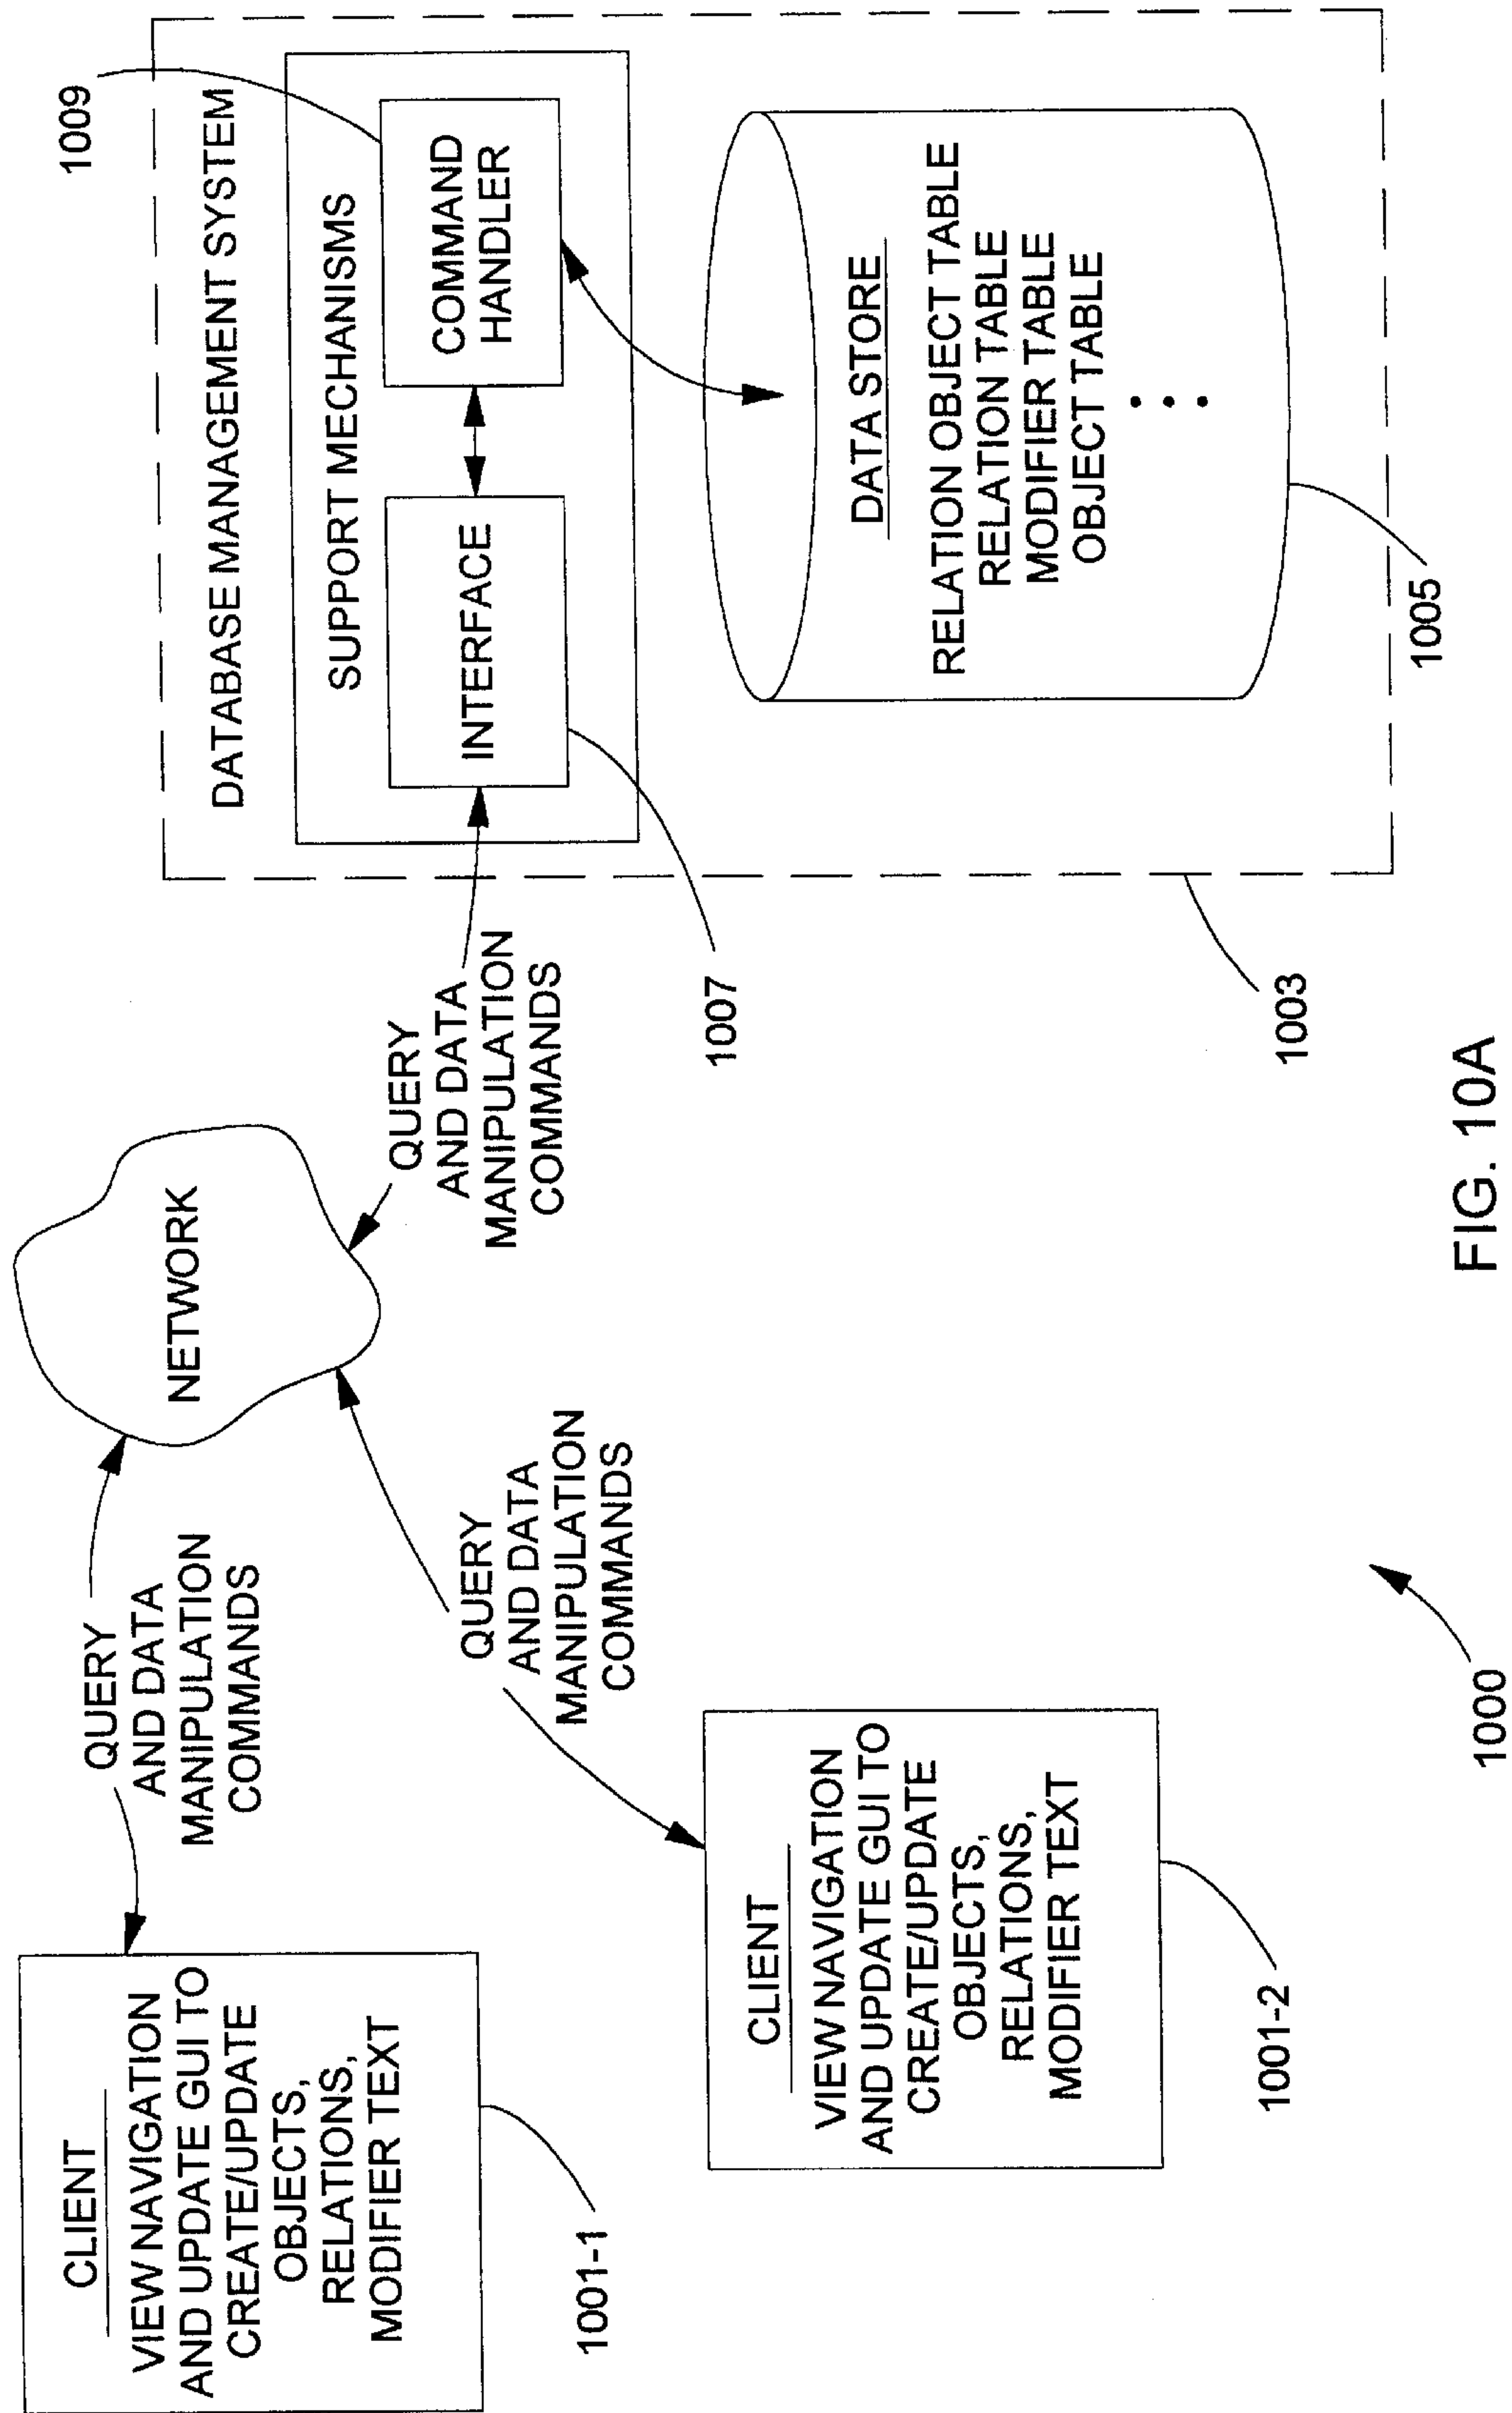 CLIENT
VIEW NAVIGATION
AND UPDATE GUI TO
CREATE/UPDATE
OBJECTS,
RELATIONS,
MODIFIER TEXT
1001-1
QUERY
AND DATA
MANIPULATION
COMMANDS
NETWORK
QUERY
AND DATA
MANIPULATION
COMMANDS
CLIENT
VIEW NAVIGATION
AND UPDATE GUI TO
CREATE/UPDATE
OBJECTS,
RELATIONS,
MODIFIER TEXT
1001-2
QUERY
AND DATA
MANIPULATION
COMMANDS
DATABASE MANAGEMENT SYSTEM
SUPPORT MECHANISMS
INTERFACE
COMMAND
HANDLER
1009
1007
DATA STORE
RELATION OBJECT TABLE
RELATION TABLE
MODIFIER TABLE
OBJECT TABLE
1005
1003
1000
FIG. 10A